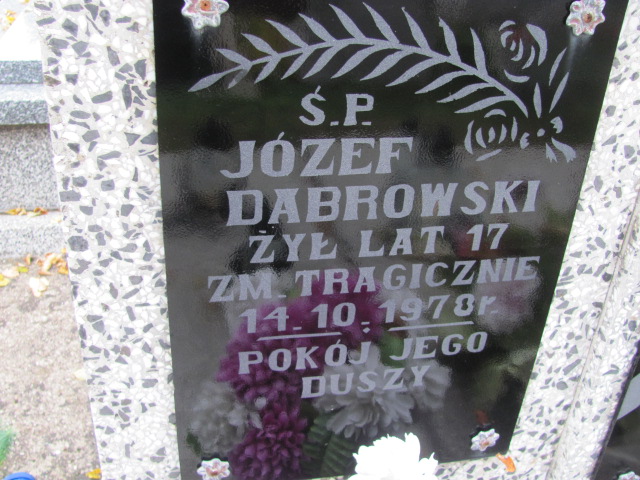 Ś.P.
JÓZEF
DĄBROWSKI
ŻYŁ LAT 17
ZM. TRAGICZNIE
14.10.1978r.
POKÓJ JEGO
DUSZY